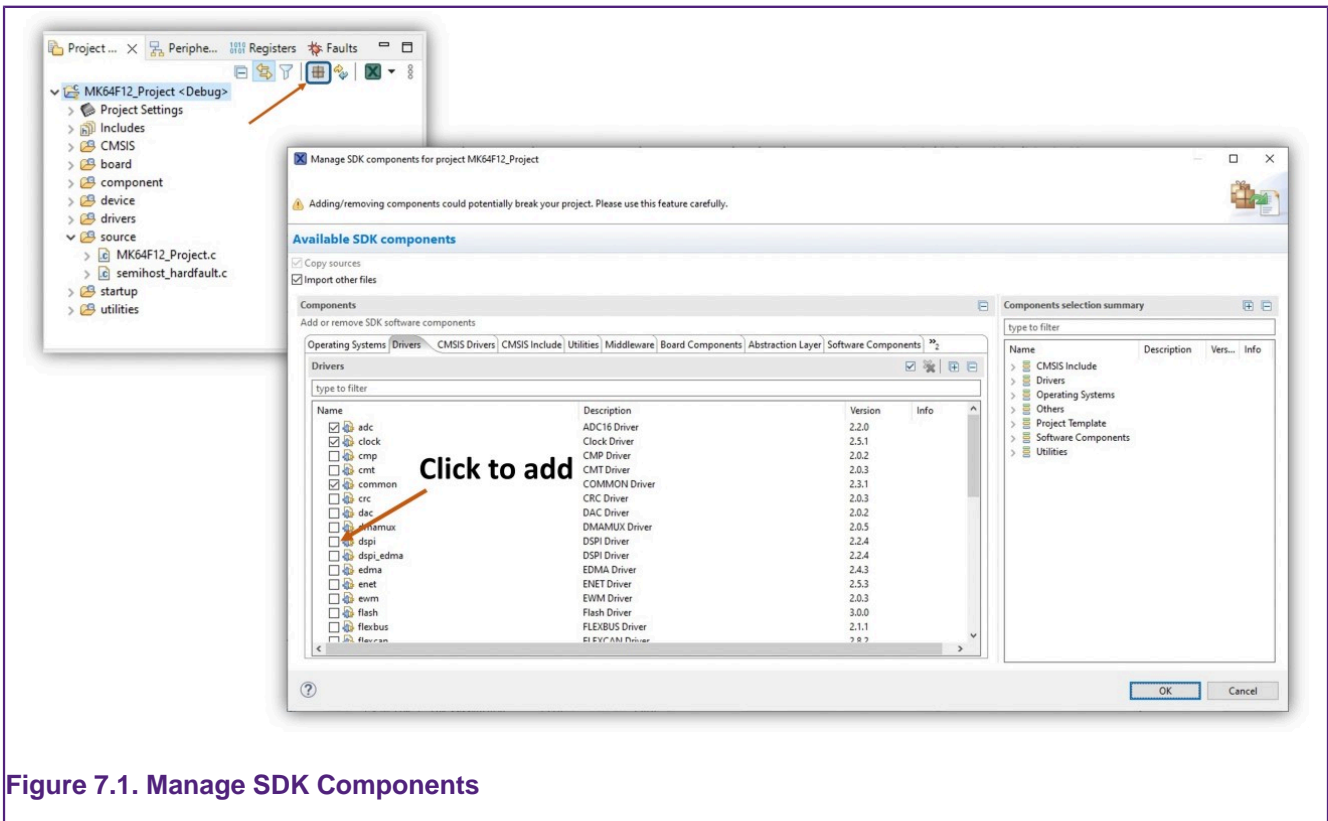 Project ... Periphe... Registers Faults
MK64F12_Project <Debug>
Project Settings
Includes
CMSIS
board
component
device
drivers
source
MK64F12_Project.c
semihost_hardfault.c
startup
utilities
Manage SDK components for project MK64F12_Project
Adding/removing components could potentially break your project. Please use this feature carefully.
Available SDK components
Copy sources
Import other files
Components
Add or remove SDK software components
Operating Systems Drivers CMSIS Drivers CMSIS Include Utilities Middleware Board Components Abstraction Layer Software Components »2
Drivers
type to filter
Name Description Version Info
adc ADC16 Driver 2.2.0
clock Clock Driver 2.5.1
cmp CMP Driver 2.0.2
cmt CMT Driver 2.0.3
common COMMON Driver 2.3.1
crc CRC Driver 2.0.3
dac DAC Driver 2.0.2
dmamux DMAMUX Driver 2.0.5
dspi DSPI Driver 2.2.4
dspi_edma DSPI Driver 2.2.4
edma EDMA Driver 2.4.3
enet ENET Driver 2.5.3
ewm EWM Driver 2.0.3
flash Flash Driver 3.0.0
flexbus FLEXBUS Driver 2.1.1
flexcan FLEXCAN Driver 2.8.2
Click to add
Components selection summary
type to filter
Name Description Vers... Info
CMSIS Include
Drivers
Operating Systems
Others
Project Template
Software Components
Utilities
OK Cancel
Figure 7.1. Manage SDK Components